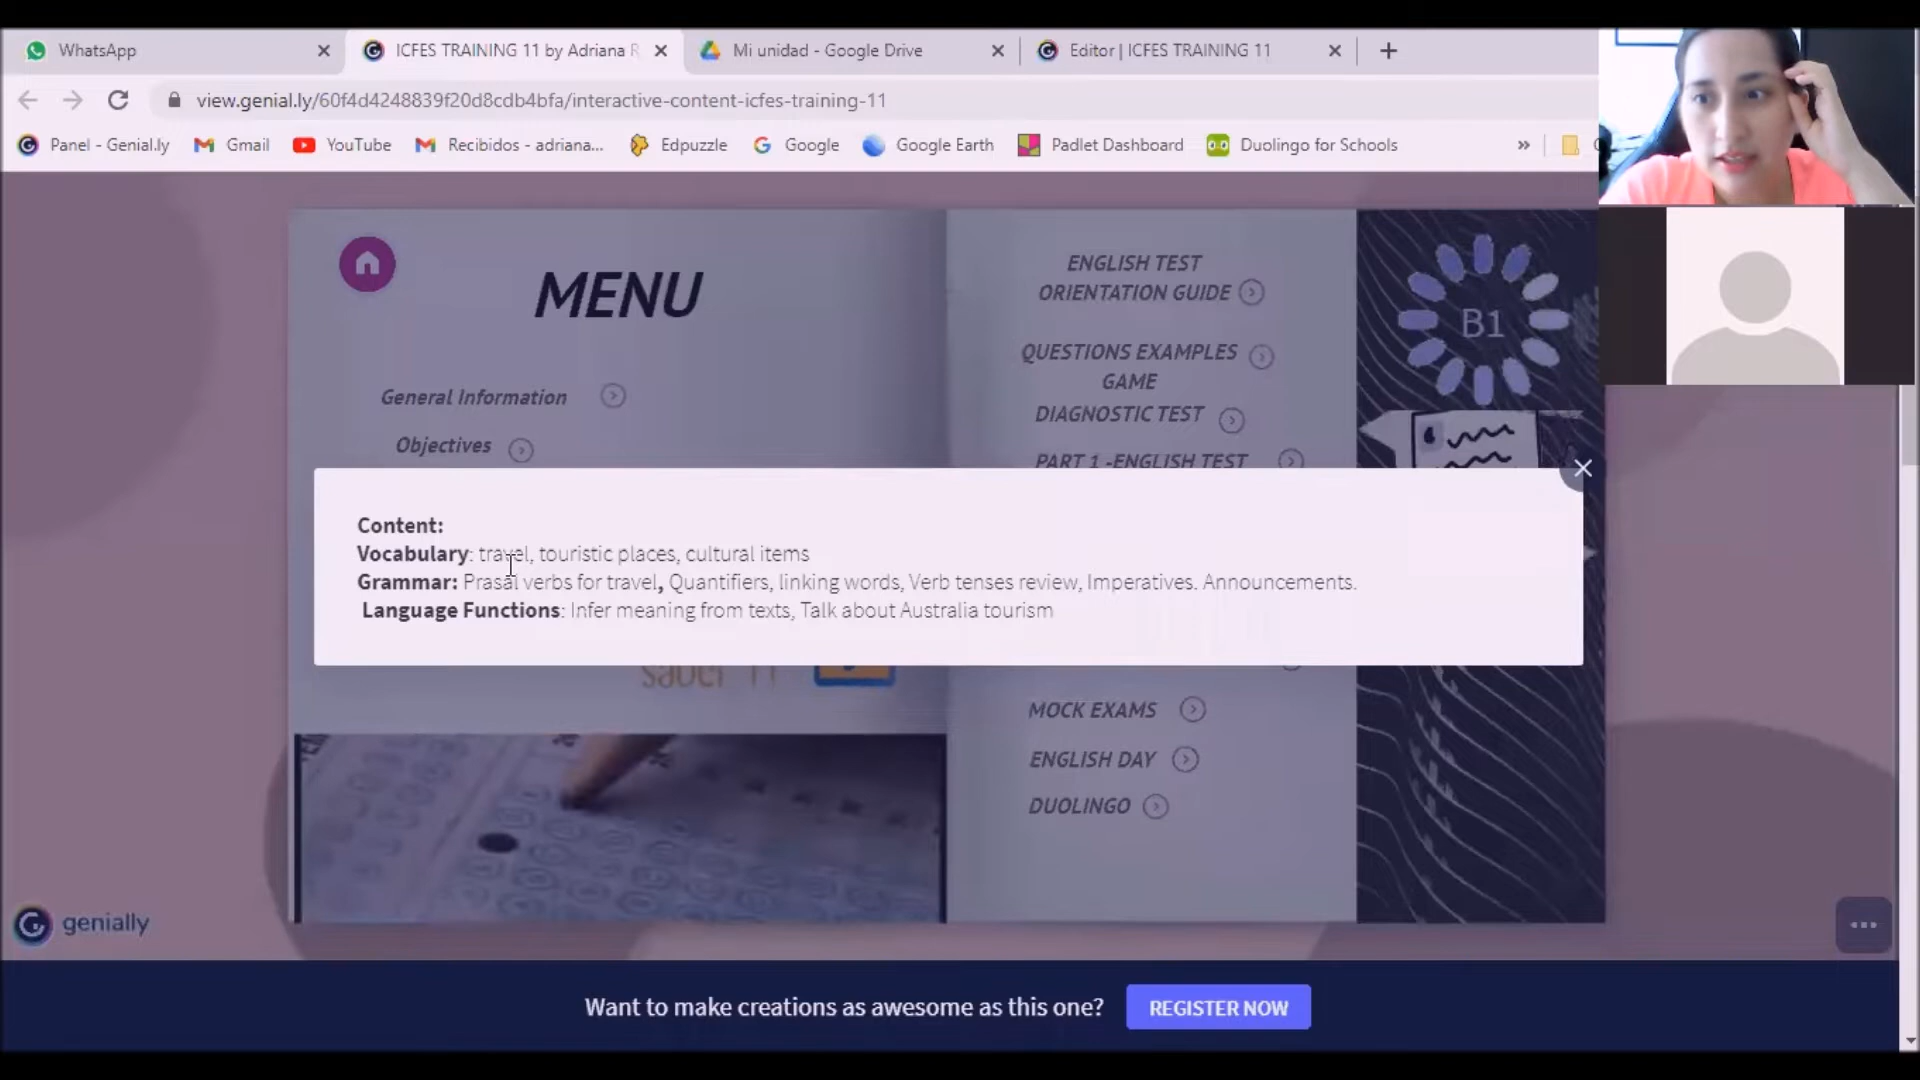 WhatsApp
ICFES TRAINING 11 by Adriana R
Mi unidad - Google Drive
Editor | ICFES TRAINING 11
view.genial.ly/60f4d4248839f20d8cdb4bfa/interactive-content-icfes-training-11
Panel - Genial.ly
Gmail
YouTube
Recibidos - adriana...
Edpuzzle
Google
Google Earth
Padlet Dashboard
Duolingo for Schools
»
MENU
General Information
Objectives
ENGLISH TEST
ORIENTATION GUIDE
QUESTIONS EXAMPLES
GAME
DIAGNOSTIC TEST
PART 1 -ENGLISH TEST
B1
Content:
Vocabulary: travel, touristic places, cultural items
Grammar: Prasal verbs for travel, Quantifiers, linking words, Verb tenses review, Imperatives. Announcements.
Language Functions: Infer meaning from texts, Talk about Australia tourism
saber 11
MOCK EXAMS
ENGLISH DAY
DUOLINGO
genially
Want to make creations as awesome as this one?
REGISTER NOW